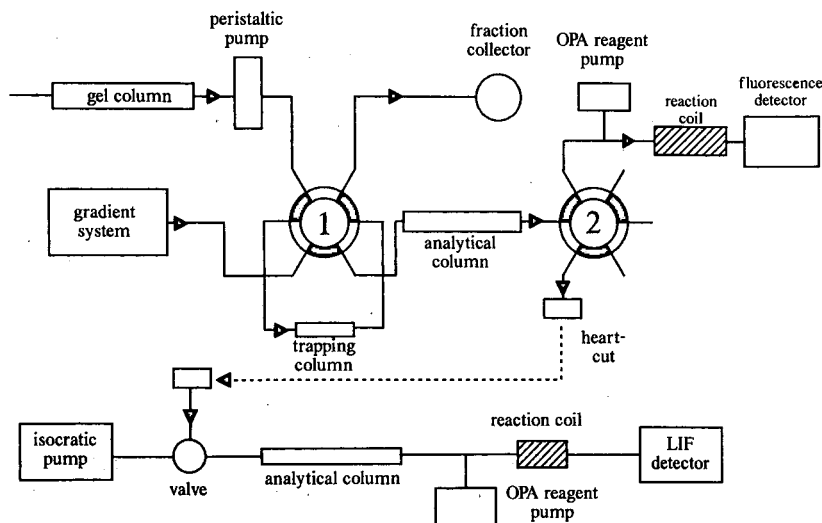 peristaltic
pump
gel column
fraction
collector
OPA reagent
pump
reaction
coil
fluorescence
detector
gradient
system
1
trapping
column
analytical
column
2
heart-
cut
isocratic
pump
valve
analytical column
reaction coil
OPA reagent
pump
LIF
detector